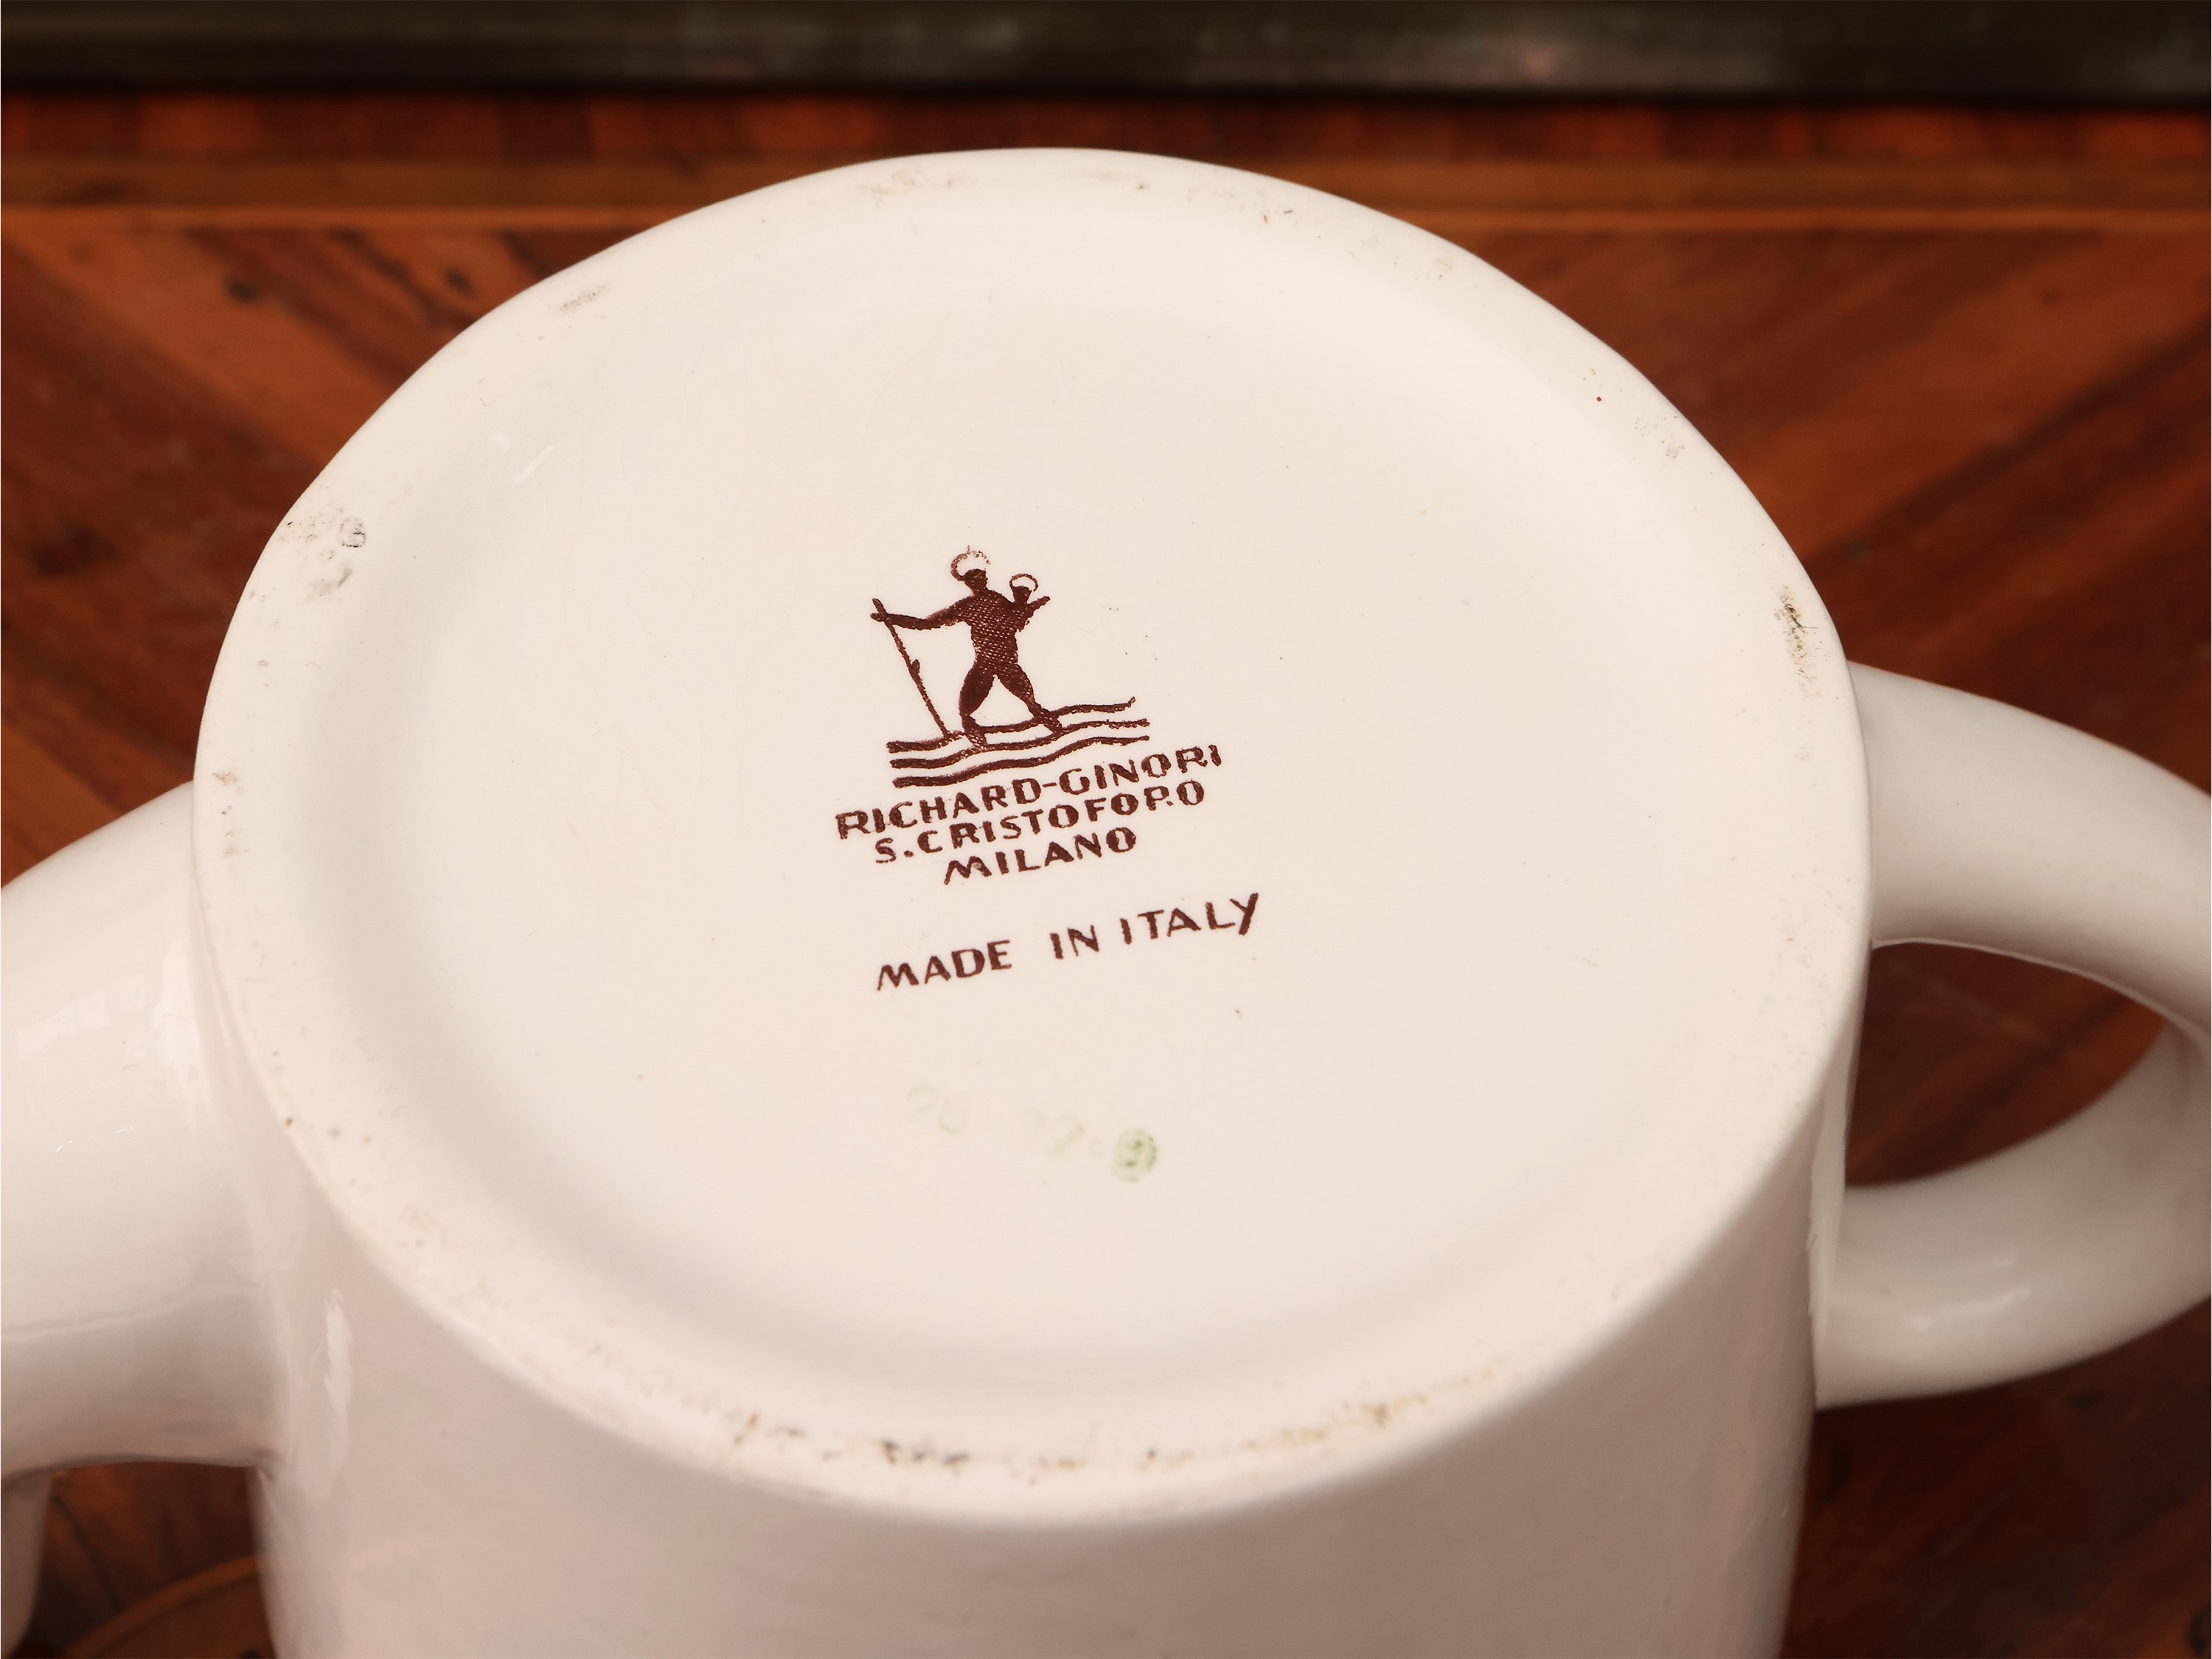 RICHARD-GINORI
S.CRISTOFORO
MILANO
MADE IN ITALY